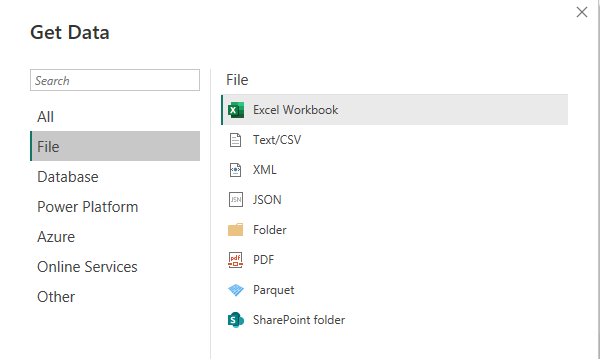 Get Data
Search
All
File
Database
Power Platform
Azure
Online Services
Other
File
Excel Workbook
Text/CSV
XML
JSON
Folder
PDF
Parquet
SharePoint folder